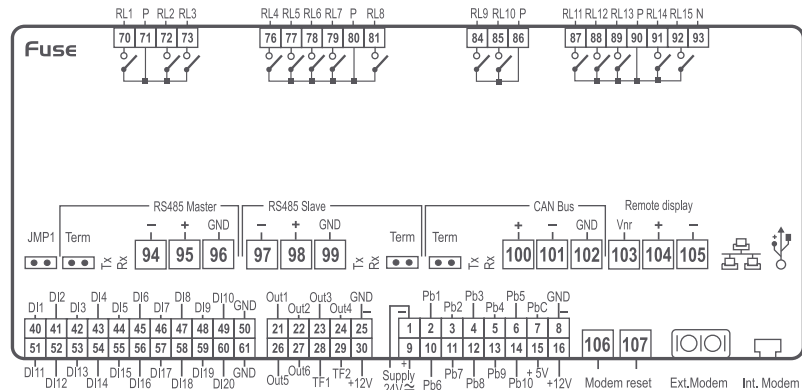 RL1 P RL2 RL3 RL4 RL5 RL6 RL7 P RL8 RL9 RL10 P RL11 RL12 RL13 P RL14 RL15 N
70 71 72 73 76 77 78 79 80 81 84 85 86 87 88 89 90 91 92 93
Fuse
RS485 Master RS485 Slave CAN Bus Remote display
JMP1 Term − + GND − + GND Term Term + − GND Vnr + −
Tx Rx 94 95 96 97 98 99 Tx Rx 100 101 102 103 104 105
DI1 DI2 DI3 DI4 DI5 DI6 DI7 DI8 DI9 DI10 GND Out1 Out2 Out3 Out4 GND − − Pb1 Pb2 Pb3 Pb4 Pb5 PbC GND −
40 41 42 43 44 45 46 47 48 49 50 21 22 23 24 25 1 2 3 4 5 6 7 8
51 52 53 54 55 56 57 58 59 60 61 26 27 28 29 30 9 10 11 12 13 14 15 16 106 107
DI11 DI12 DI13 DI14 DI15 DI16 DI17 DI18 DI19 DI20 GND Out5 Out6 TF1 TF2 +12V + Supply 24V≂ Pb6 Pb7 Pb8 Pb9 Pb10 + 5V +12V Modem reset Ext.Modem Int. Modem